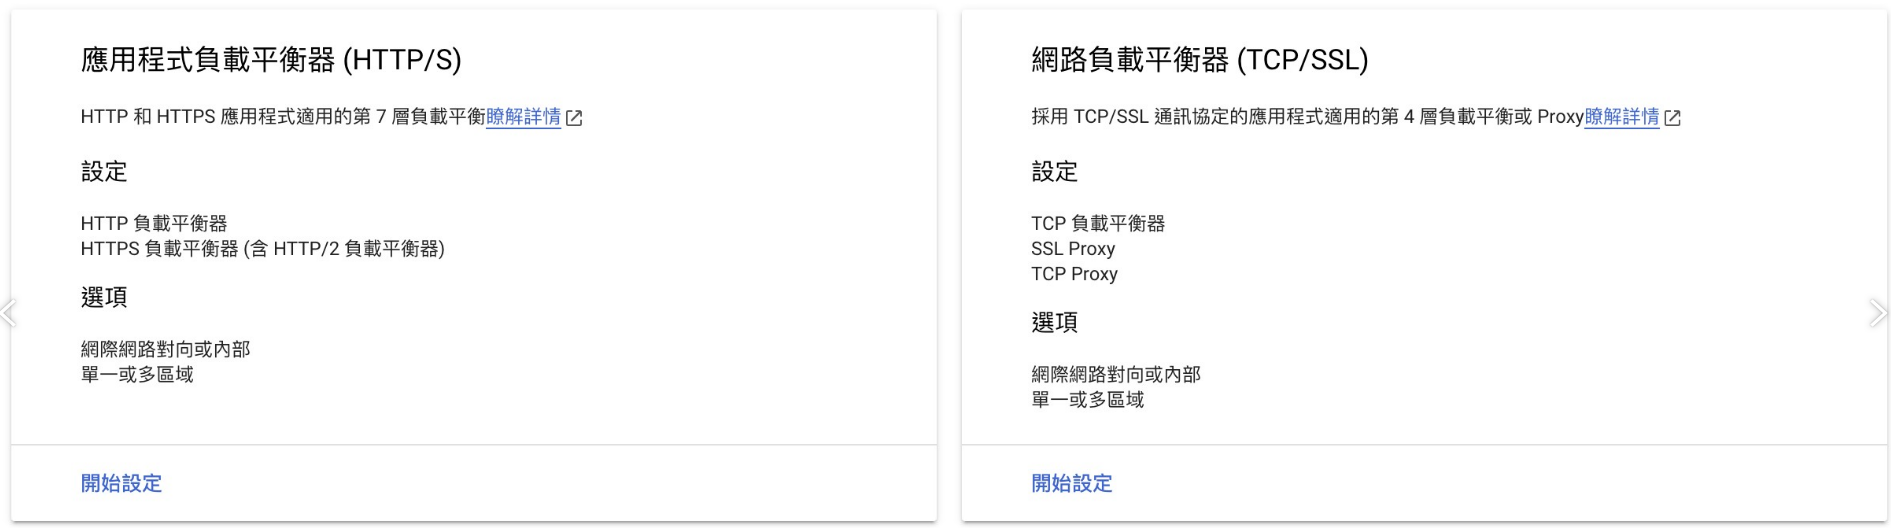 應用程式負載平衡器 (HTTP/S)
HTTP 和 HTTPS 應用程式適用的第 7 層負載平衡瞭解詳情
設定
HTTP 負載平衡器
HTTPS 負載平衡器 (含 HTTP/2 負載平衡器)
選項
網際網路對向或內部
單一或多區域
開始設定
網路負載平衡器 (TCP/SSL)
採用 TCP/SSL 通訊協定的應用程式適用的第 4 層負載平衡或 Proxy瞭解詳情
設定
TCP 負載平衡器
SSL Proxy
TCP Proxy
選項
網際網路對向或內部
單一或多區域
開始設定